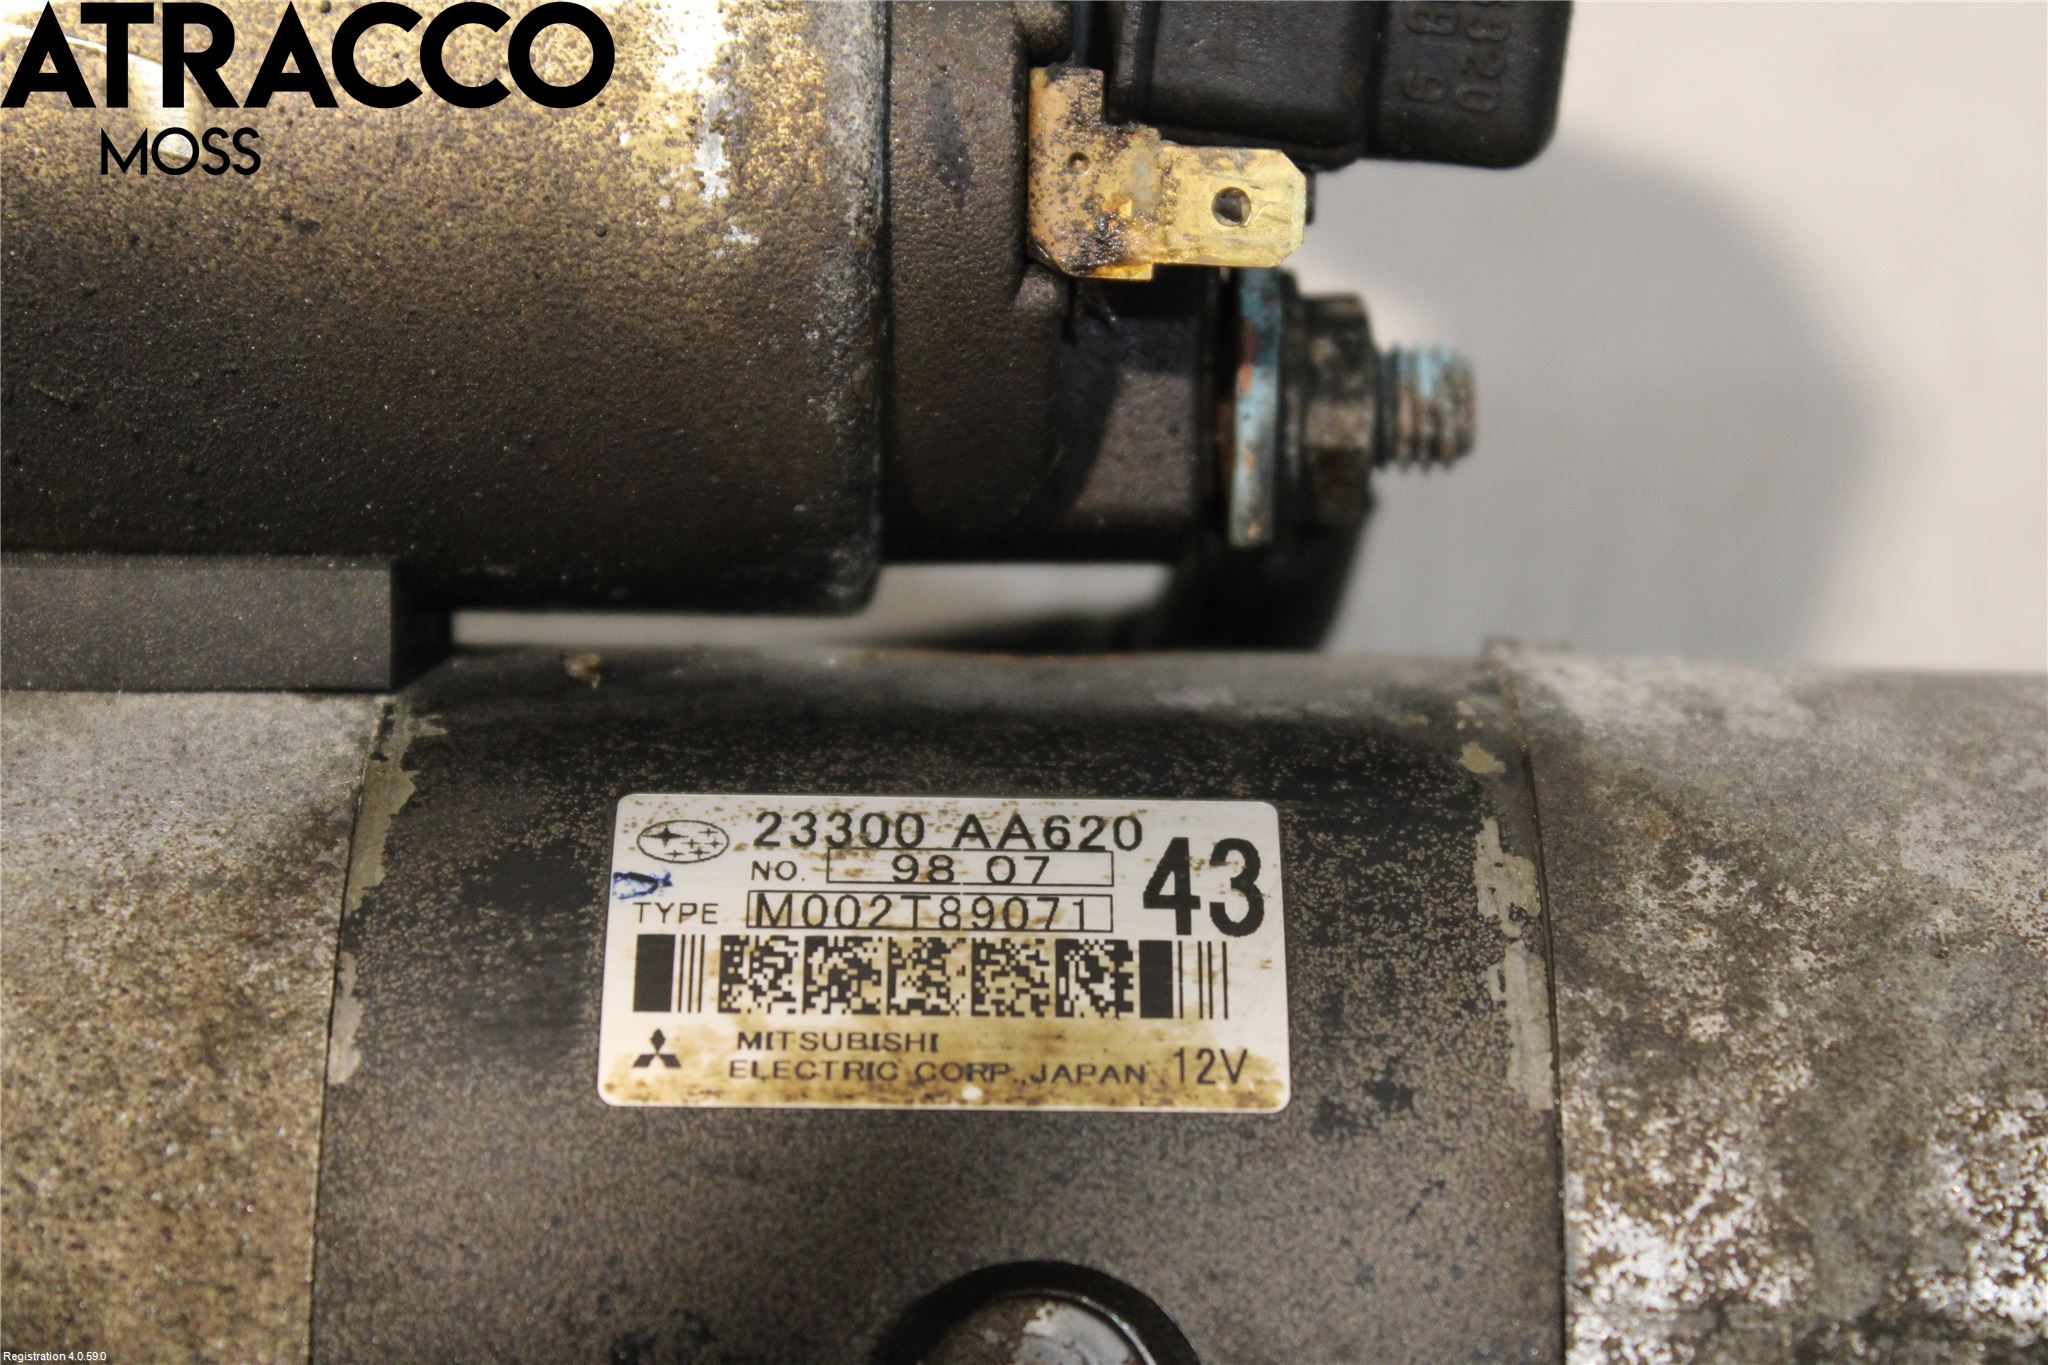 ATRACCO
MOSS
23300 AA620
NO. 98 07
43
TYPE M002T89071
MITSUBISHI
ELECTRIC CORP., JAPAN 12V
Registration 4.0.59.0